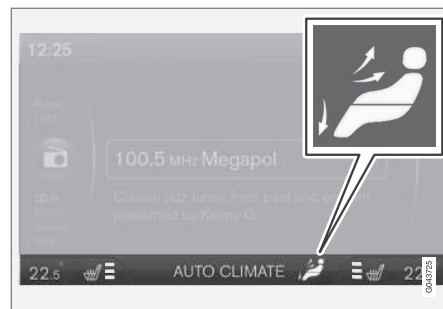 12:25
Radio
100.5 MHz Megapol
Classic jazz tunes from past and present
presented by Kenny G
22.5° AUTO CLIMATE 22
G043725